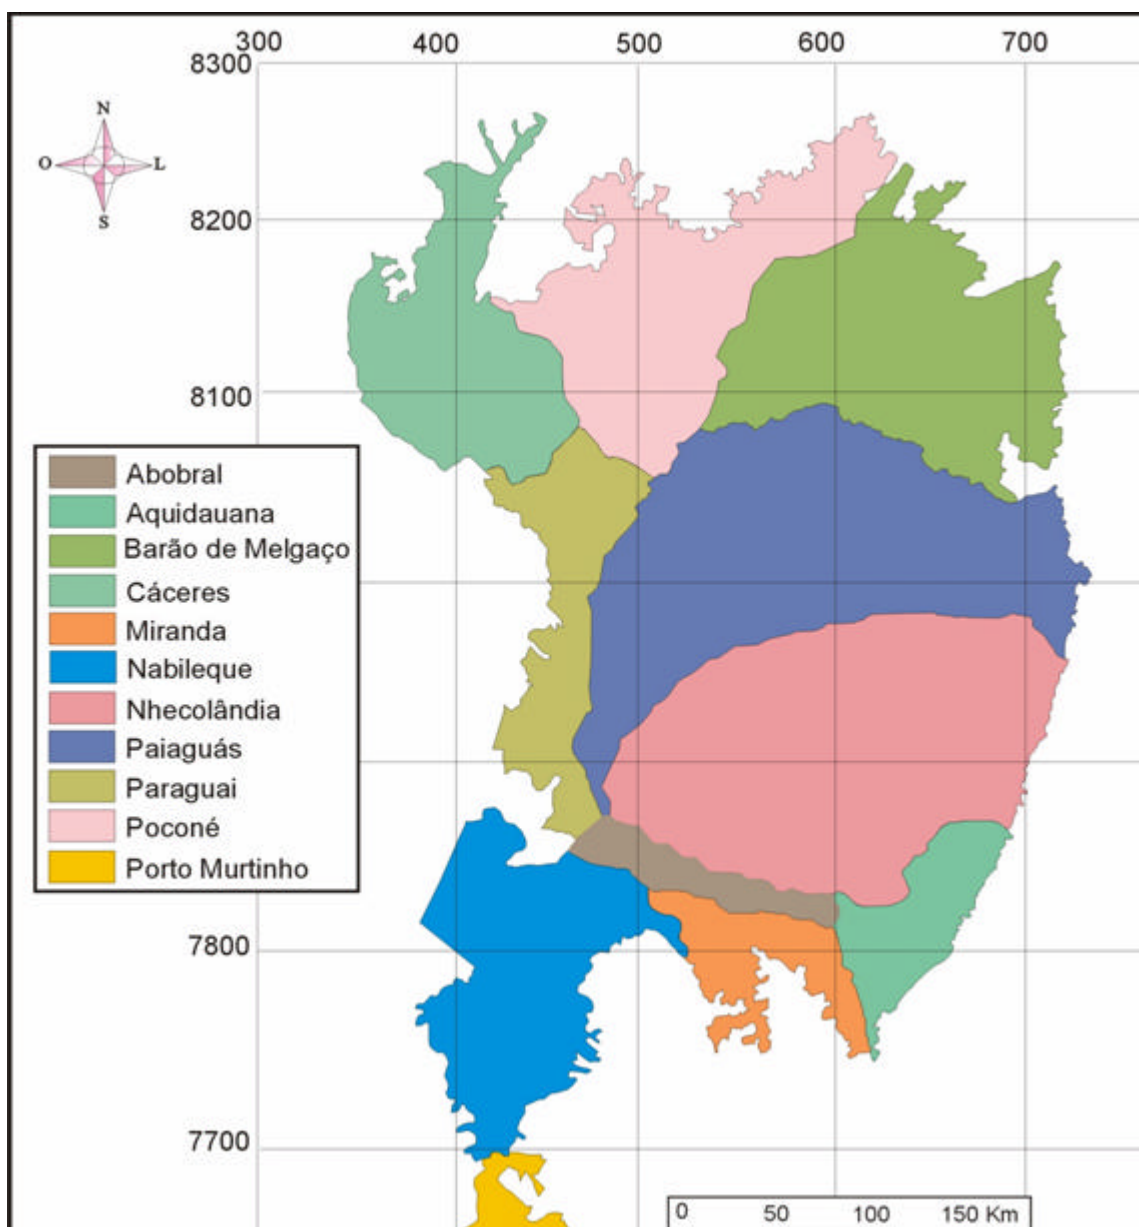 300 400 500 600 700
8300
N
O L
S
8200
8100
Abobral
Aquidauana
Barão de Melgaço
Cáceres
Miranda
Nabileque
Nhecolândia
Paiaguás
Paraguai
Poconé
Porto Murtinho
7800
7700
0 50 100 150 Km